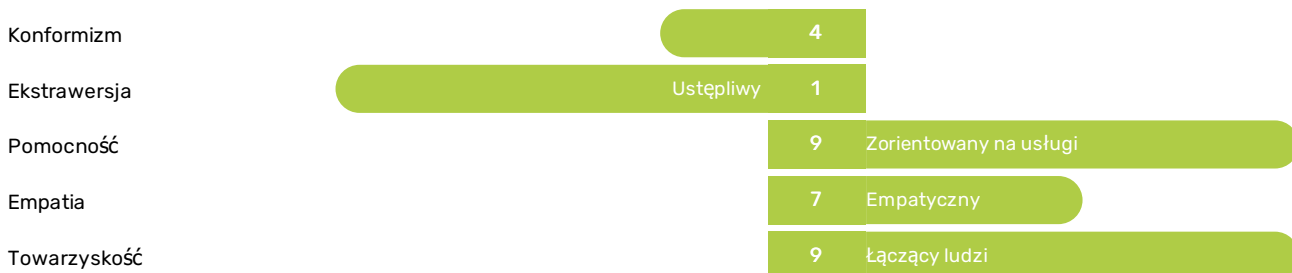 Konformizm 4
Ekstrawersja Ustępliwy 1
Pomocność 9 Zorientowany na usługi
Empatia 7 Empatyczny
Towarzyskość 9 Łączący ludzi